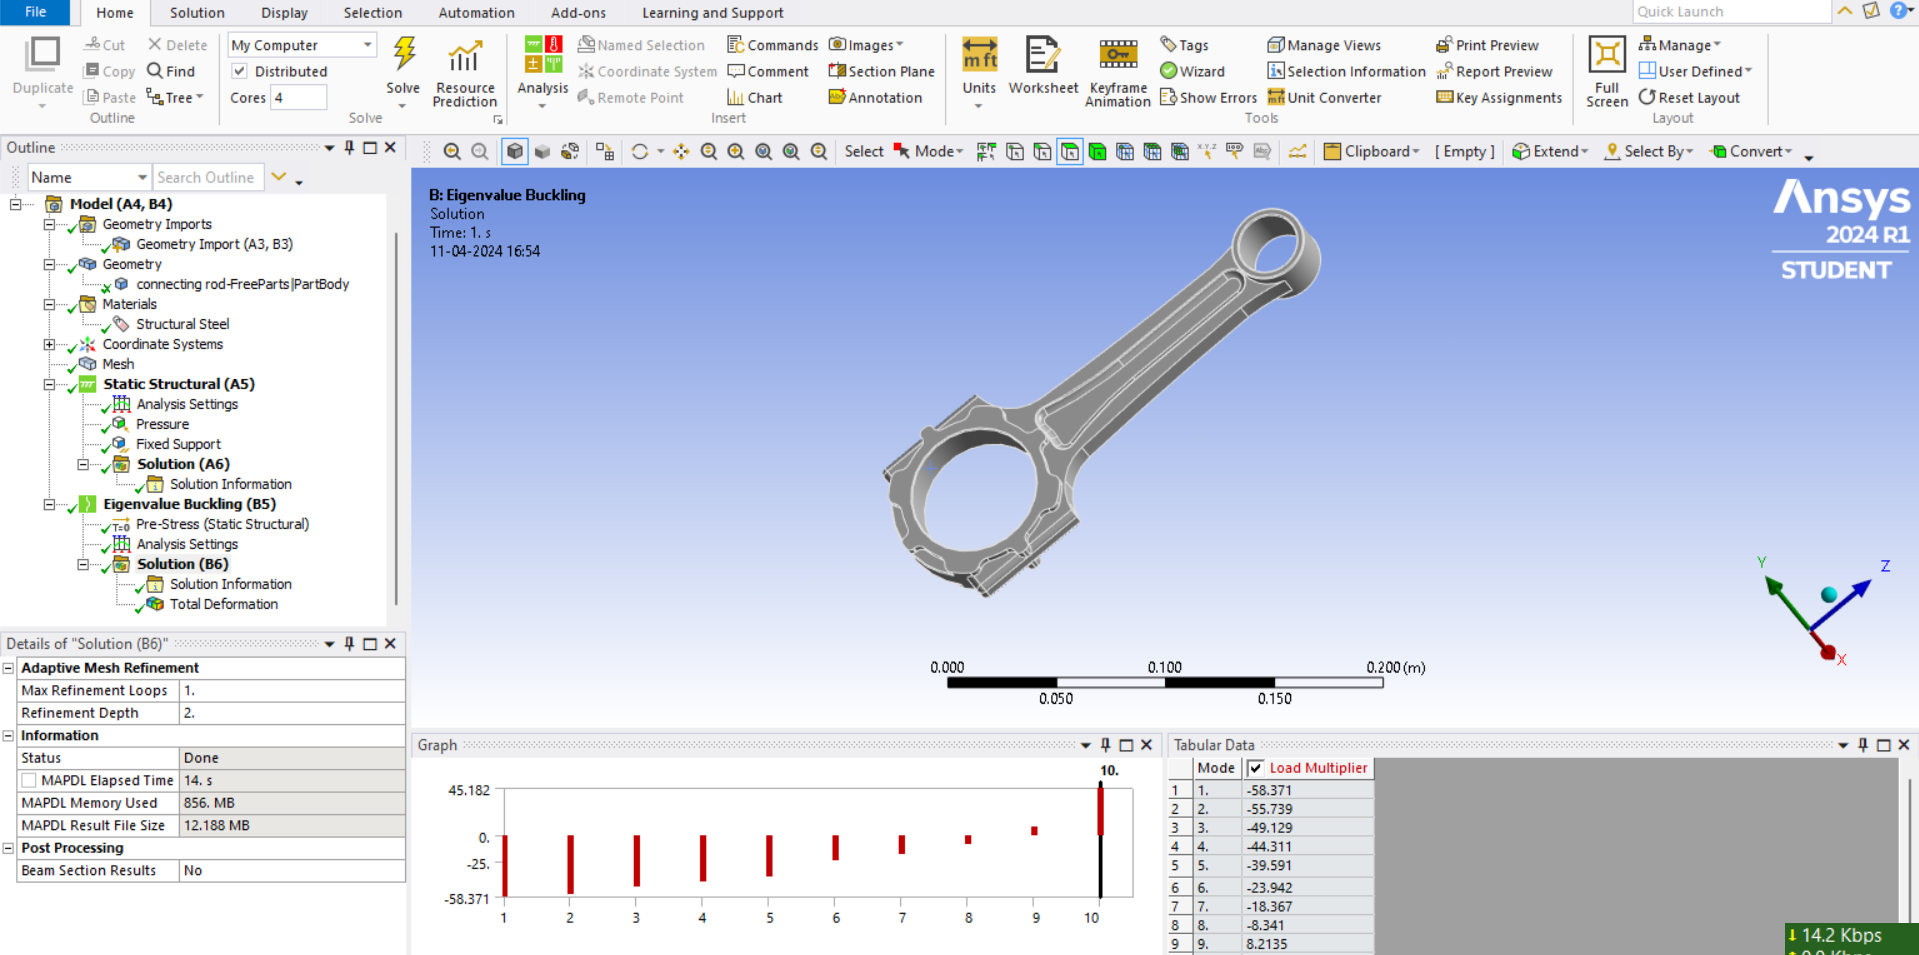 File Home Solution Display Selection Automation Add-ons Learning and Support Quick Launch
Duplicate
Cut
Copy
Paste
Delete
Find
Tree
Outline
My Computer
Distributed
Cores 4
Solve
Resource Prediction
Solve
Analysis
Named Selection
Coordinate System
Remote Point
Commands
Comment
Chart
Images
Section Plane
Annotation
Insert
Units
Worksheet
Keyframe Animation
Tags
Wizard
Show Errors
Manage Views
Selection Information
Unit Converter
Print Preview
Report Preview
Key Assignments
Tools
Full Screen
Manage
User Defined
Reset Layout
Layout
Outline
Name Search Outline
Select Mode Clipboard [ Empty ] Extend Select By Convert
Model (A4, B4)
Geometry Imports
Geometry Import (A3, B3)
Geometry
connecting rod-FreeParts|PartBody
Materials
Structural Steel
Coordinate Systems
Mesh
Static Structural (A5)
Analysis Settings
Pressure
Fixed Support
Solution (A6)
Solution Information
Eigenvalue Buckling (B5)
Pre-Stress (Static Structural)
Analysis Settings
Solution (B6)
Solution Information
Total Deformation
B: Eigenvalue Buckling
Solution
Time: 1. s
11-04-2024 16:54
Ansys
2024 R1
STUDENT
Y
Z
X
0.000 0.100 0.200 (m)
0.050 0.150
Details of "Solution (B6)"
Adaptive Mesh Refinement
Max Refinement Loops 1.
Refinement Depth 2.
Information
Status Done
MAPDL Elapsed Time 14. s
MAPDL Memory Used 856. MB
MAPDL Result File Size 12.188 MB
Post Processing
Beam Section Results No
Graph
10.
45.182
0.
-25.
-58.371
1 2 3 4 5 6 7 8 9 10
Tabular Data
Mode Load Multiplier
1 1. -58.371
2 2. -55.739
3 3. -49.129
4 4. -44.311
5 5. -39.591
6 6. -23.942
7 7. -18.367
8 8. -8.341
9 9. 8.2135
14.2 Kbps